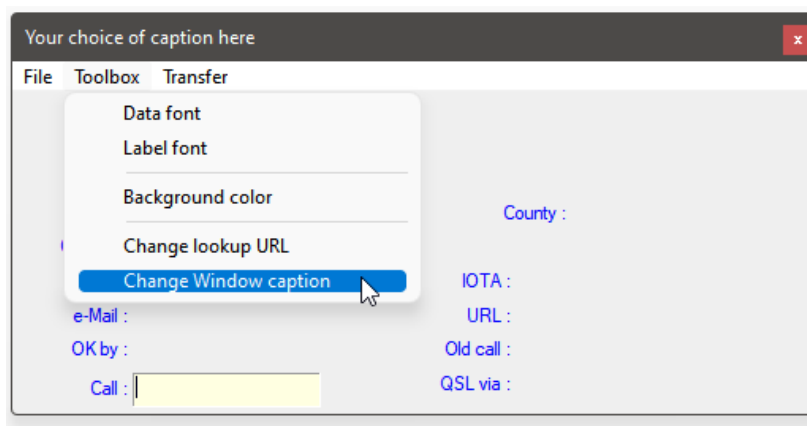 Your choice of caption here
x
File Toolbox Transfer
Data font
Label font
Background color
County :
Change lookup URL
Change Window caption
IOTA :
e-Mail :
URL :
OK by :
Old call :
Call :
QSL via :